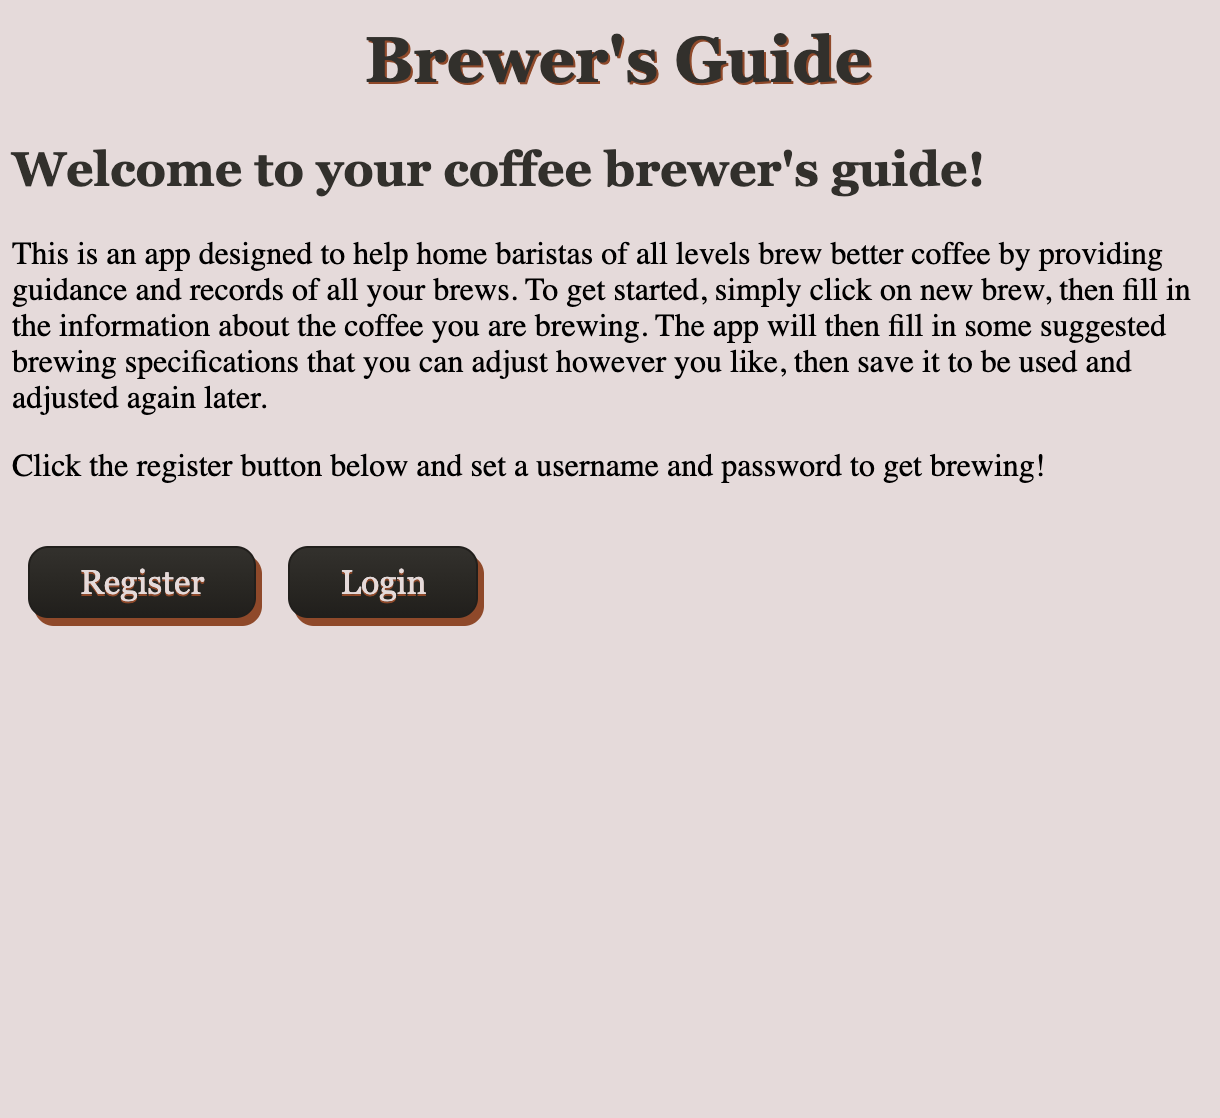 Brewer's Guide
Welcome to your coffee brewer's guide!
This is an app designed to help home baristas of all levels brew better coffee by providing
guidance and records of all your brews. To get started, simply click on new brew, then fill in
the information about the coffee you are brewing. The app will then fill in some suggested
brewing specifications that you can adjust however you like, then save it to be used and
adjusted again later.
Click the register button below and set a username and password to get brewing!
Register
Login